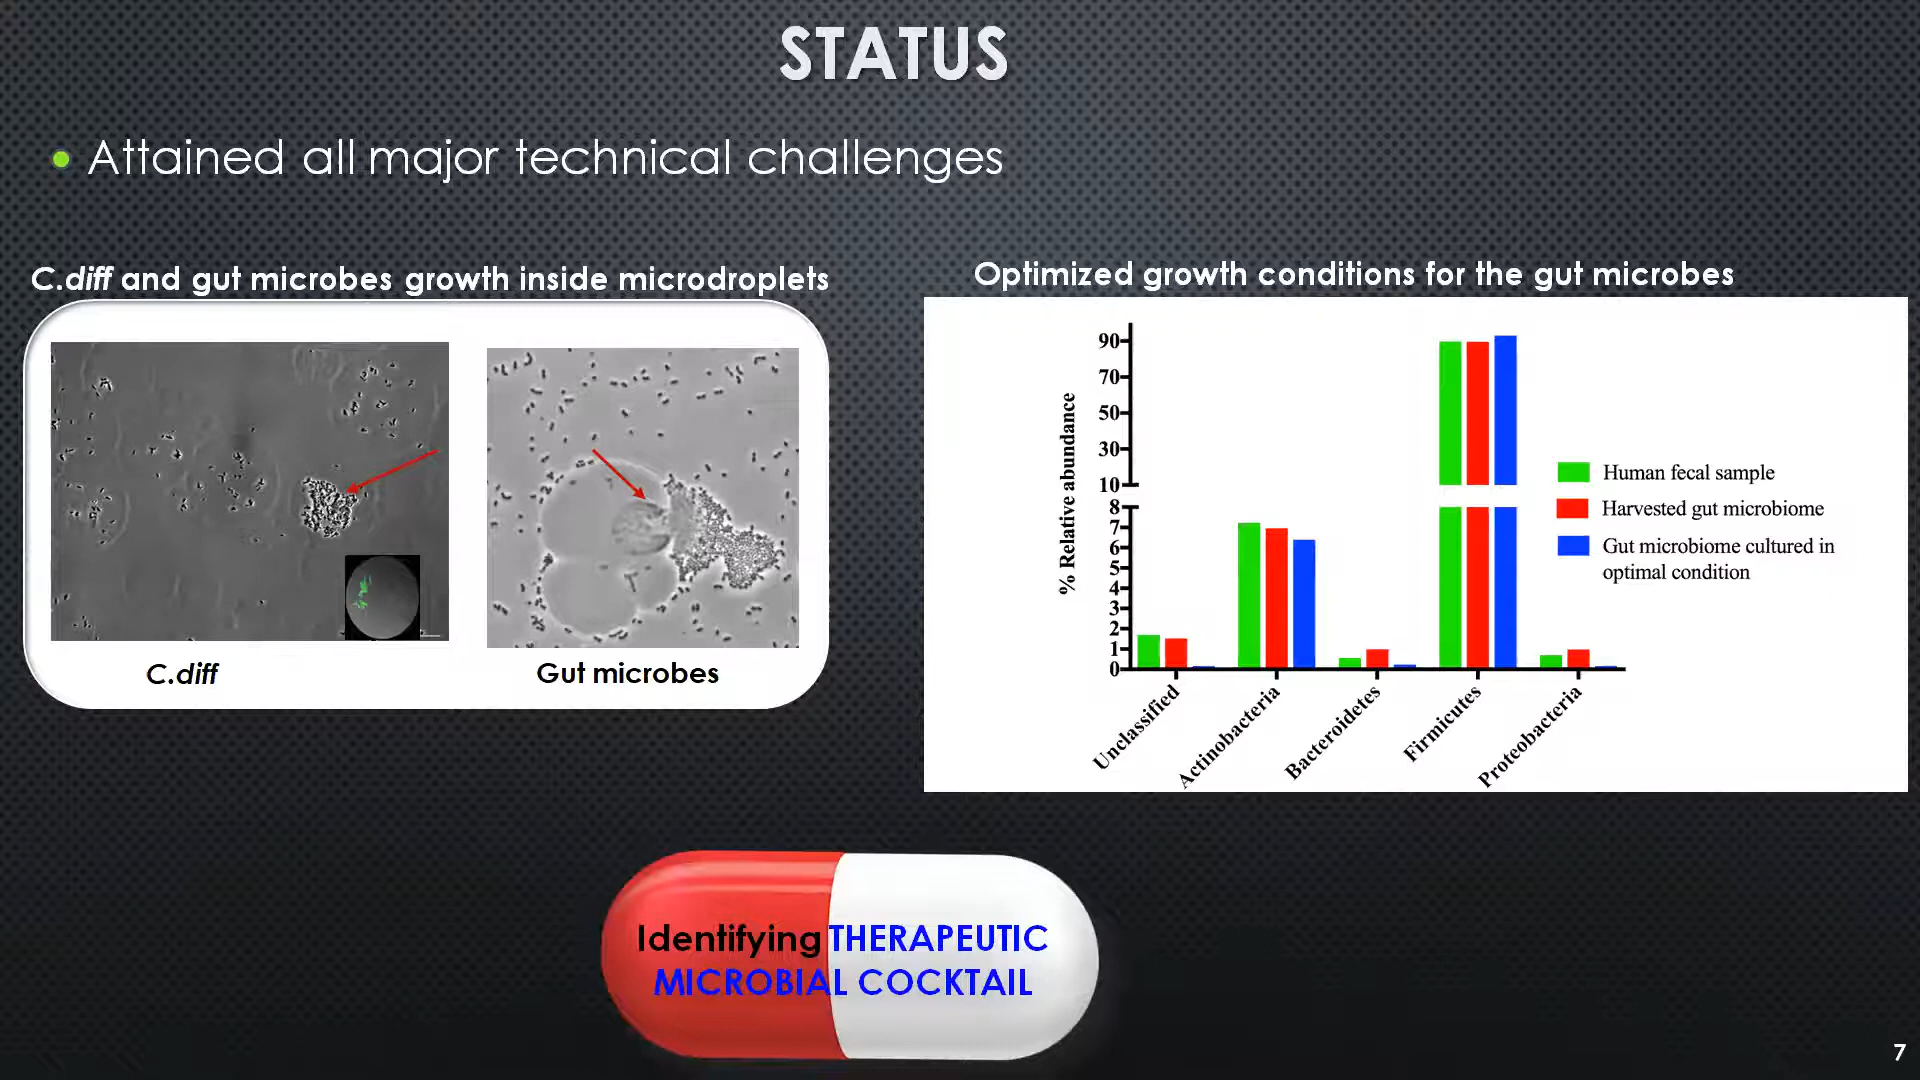 STATUS
Attained all major technical challenges
C.diff and gut microbes growth inside microdroplets
C.diff
Gut microbes
Optimized growth conditions for the gut microbes
% Relative abundance
90
70
50
30
10
8
7
6
5
4
3
2
1
0
Unclassified
Actinobacteria
Bacteroidetes
Firmicutes
Proteobacteria
Human fecal sample
Harvested gut microbiome
Gut microbiome cultured in
optimal condition
Identifying THERAPEUTIC
MICROBIAL COCKTAIL
7